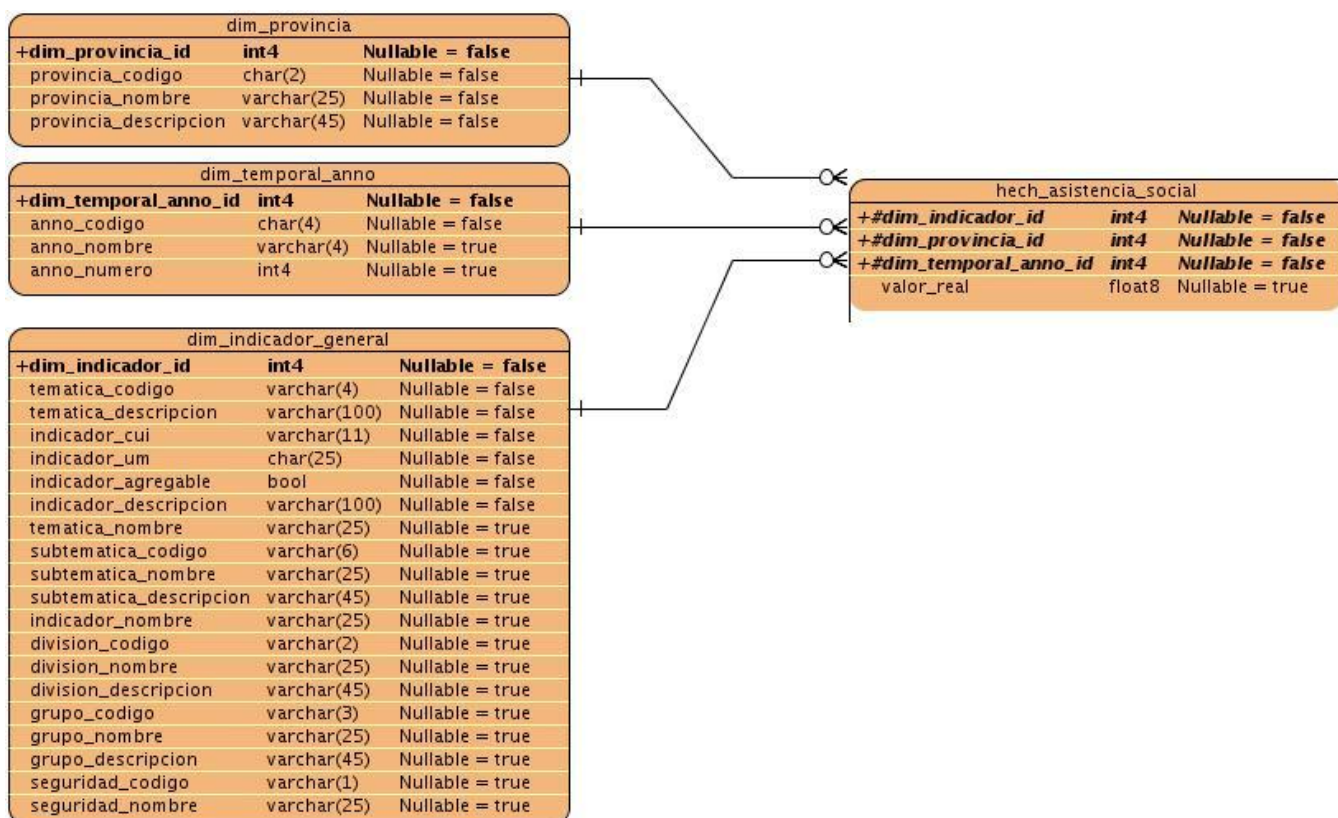 dim_provincia
+dim_provincia_id int4 Nullable = false
provincia_codigo char(2) Nullable = false
provincia_nombre varchar(25) Nullable = false
provincia_descripcion varchar(45) Nullable = false
dim_temporal_anno
+dim_temporal_anno_id int4 Nullable = false
anno_codigo char(4) Nullable = false
anno_nombre varchar(4) Nullable = true
anno_numero int4 Nullable = true
hech_asistencia_social
+#dim_indicador_id int4 Nullable = false
+#dim_provincia_id int4 Nullable = false
+#dim_temporal_anno_id int4 Nullable = false
valor_real float8 Nullable = true
dim_indicador_general
+dim_indicador_id int4 Nullable = false
tematica_codigo varchar(4) Nullable = false
tematica_descripcion varchar(100) Nullable = false
indicador_cui varchar(11) Nullable = false
indicador_um char(25) Nullable = false
indicador_agregable bool Nullable = false
indicador_descripcion varchar(100) Nullable = false
tematica_nombre varchar(25) Nullable = true
subtematica_codigo varchar(6) Nullable = true
subtematica_nombre varchar(25) Nullable = true
subtematica_descripcion varchar(45) Nullable = true
indicador_nombre varchar(25) Nullable = true
division_codigo varchar(2) Nullable = true
division_nombre varchar(25) Nullable = true
division_descripcion varchar(45) Nullable = true
grupo_codigo varchar(3) Nullable = true
grupo_nombre varchar(25) Nullable = true
grupo_descripcion varchar(45) Nullable = true
seguridad_codigo varchar(1) Nullable = true
seguridad_nombre varchar(25) Nullable = true